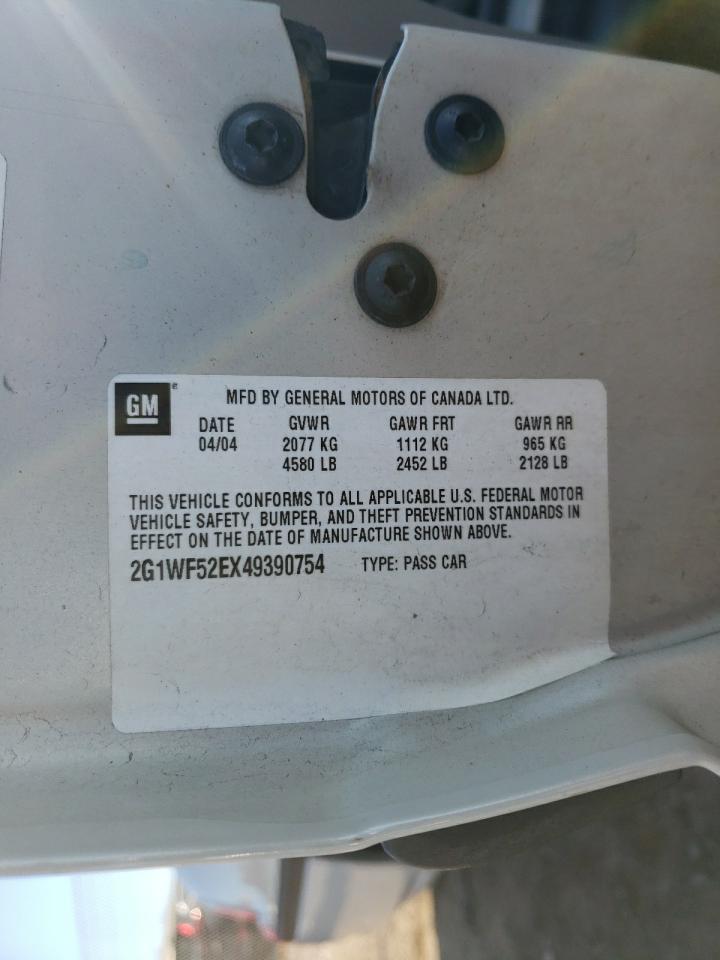 GM®
MFD BY GENERAL MOTORS OF CANADA LTD.
DATE GVWR GAWR FRT GAWR RR
04/04 2077 KG 1112 KG 965 KG
4580 LB 2452 LB 2128 LB
THIS VEHICLE CONFORMS TO ALL APPLICABLE U.S. FEDERAL MOTOR
VEHICLE SAFETY, BUMPER, AND THEFT PREVENTION STANDARDS IN
EFFECT ON THE DATE OF MANUFACTURE SHOWN ABOVE.
2G1WF52EX49390754 TYPE: PASS CAR